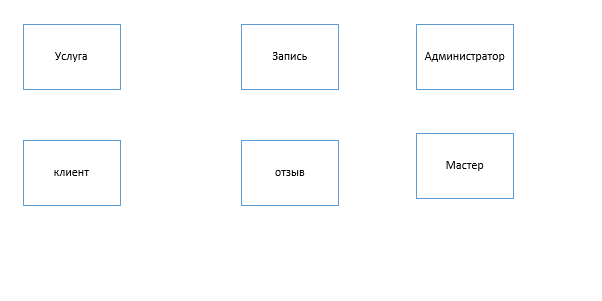 Услуга
Запись
Администратор
клиент
отзыв
Мастер